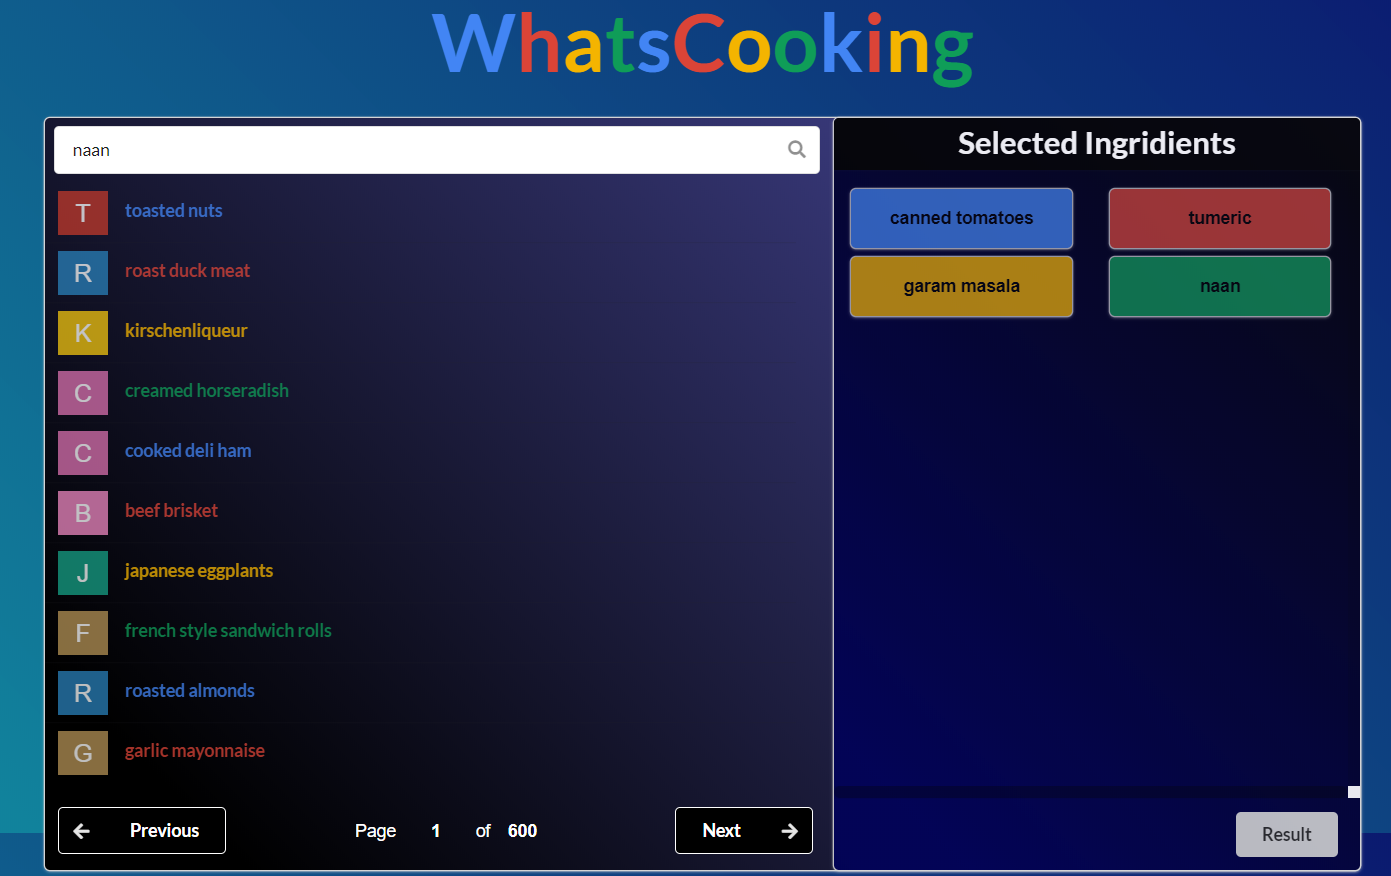 WhatsCooking
naan
T toasted nuts
R roast duck meat
K kirschenliqueur
C creamed horseradish
C cooked deli ham
B beef brisket
J japanese eggplants
F french style sandwich rolls
R roasted almonds
G garlic mayonnaise
Previous Page 1 of 600 Next
Selected Ingridients
canned tomatoes tumeric
garam masala naan
Result